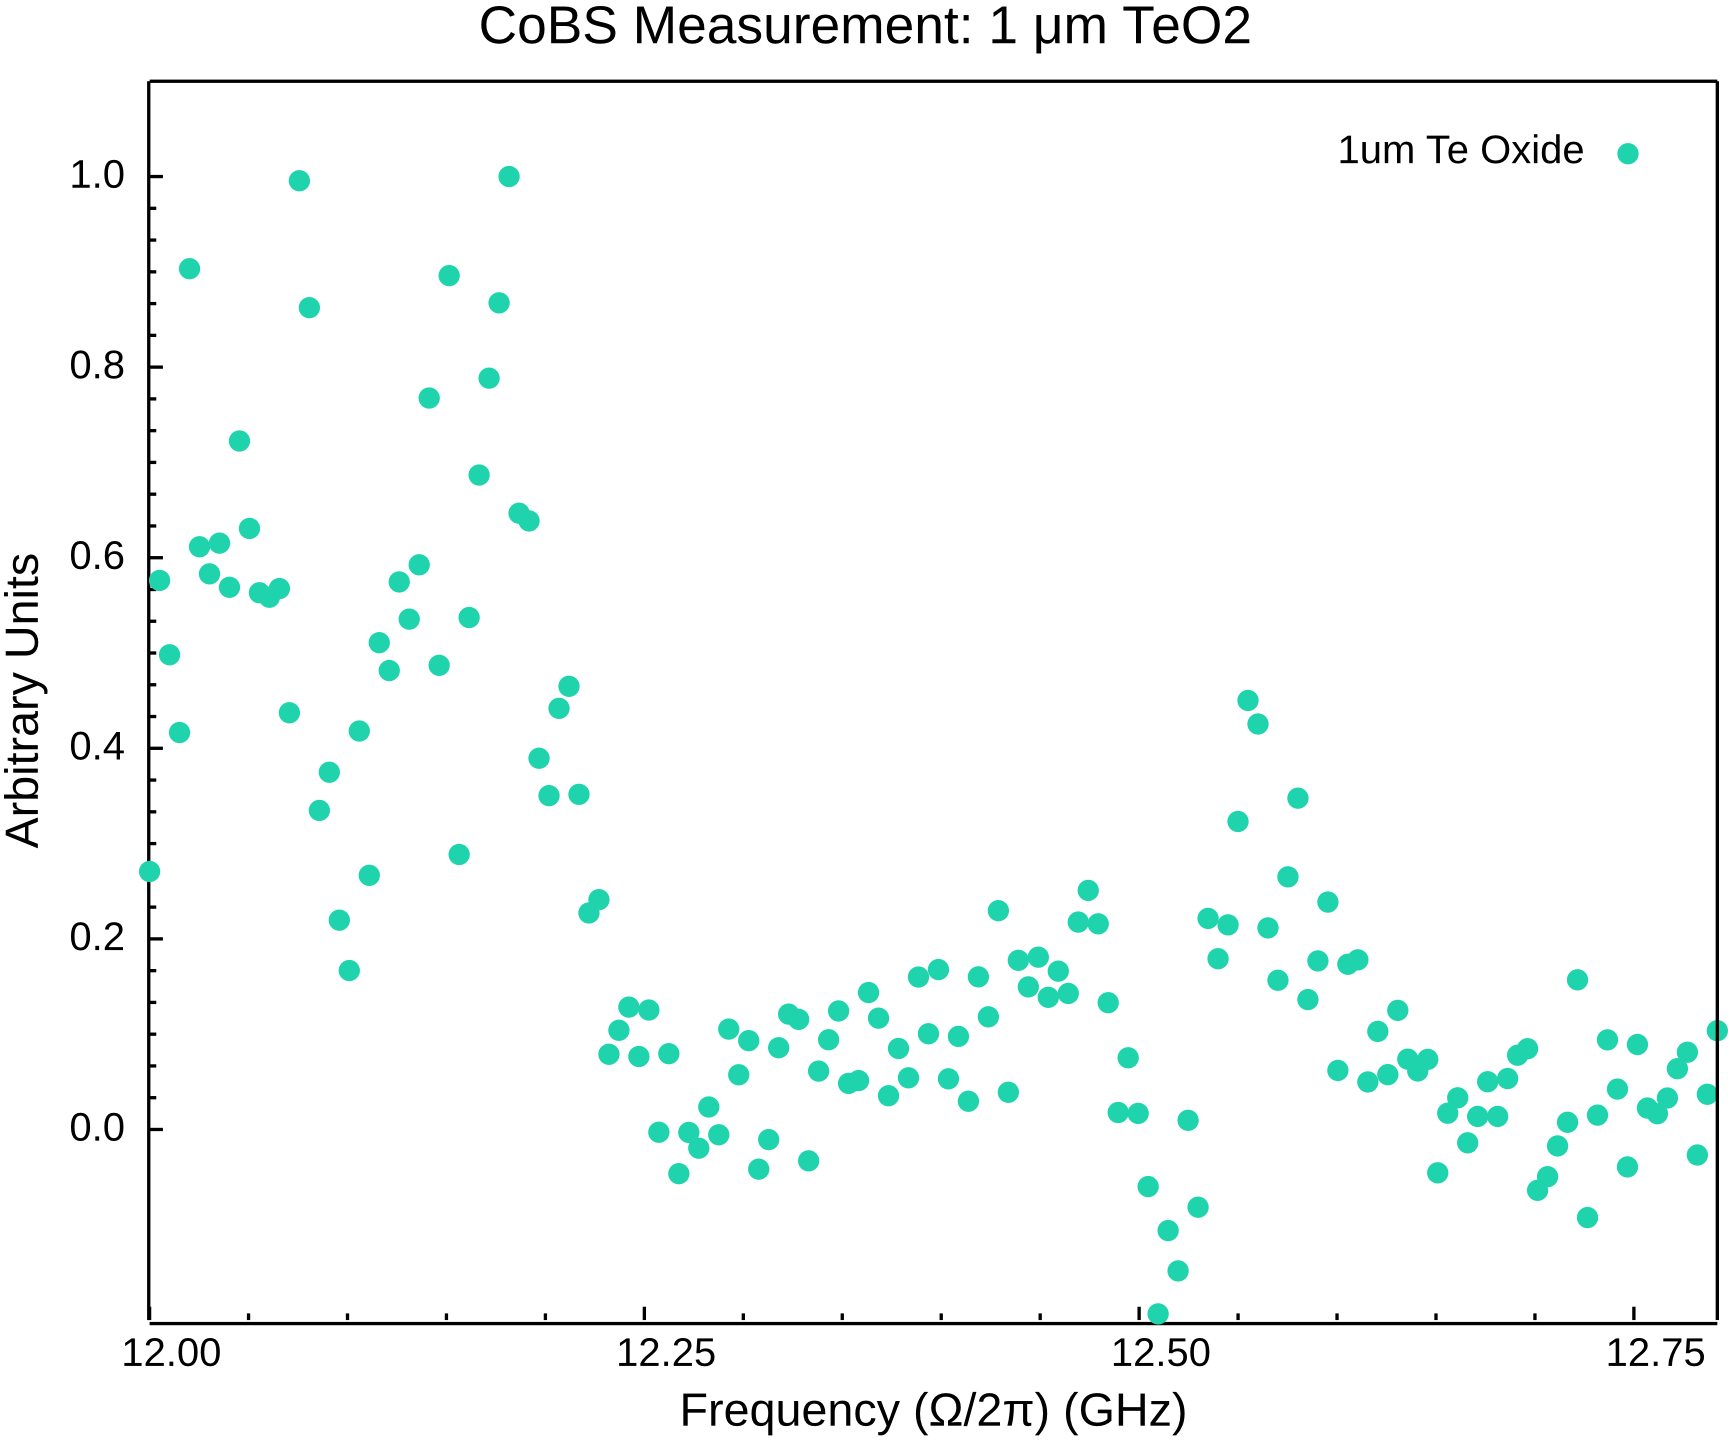 CoBS Measurement: 1 μm TeO2
1um Te Oxide
1.0
0.8
0.6
0.4
0.2
0.0
Arbitrary Units
12.00 12.25 12.50 12.75
Frequency (Ω/2π) (GHz)